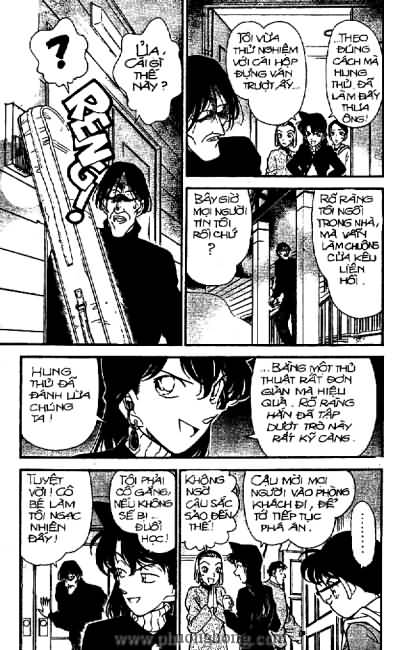 ...THEO
ĐÚNG
CÁCH MÀ
HUNG
THỦ ĐÃ
LÀM ĐẤY
THƯA
ÔNG!
TÔI VỪA
THỬ NGHIỆM
VỚI CÁI HỘP
ĐỰNG VÁN
TRƯỢT ẤY...
ỦA,
CÁI GÌ
THẾ
NÀY?
?
RENG..!
RÕ RÀNG
TÔI NGỒI
TRONG NHÀ,
MÀ VẪN
LÀM CHUÔNG
CỬA KÊU
LIÊN
HỒI.
BÂY GIỜ
MỌI NGƯỜI
TIN TÔI
RỒI CHỨ
?
...BẰNG MỘT THỦ
THUẬT RẤT ĐƠN
GIẢN MÀ HIỆU
QUẢ. RÕ RÀNG
HẮN ĐÃ TẬP
DƯỢT TRÒ NÀY
RẤT KỸ CÀNG.
HUNG
THỦ ĐÃ
ĐÁNH LỪA
CHÚNG
TA!
......
CẬU MỜI MỌI
NGƯỜI VÀO PHÒNG
KHÁCH ĐI, ĐỂ
TỚ TIẾP TỤC
PHÁ ÁN.
KHÔNG
NGỜ
CẬU SẮC
SẢO ĐẾN
THẾ!
TÔI PHẢI
CỐ GẮNG,
NẾU KHÔNG
SẼ BỊ
ĐUỔI
HỌC!
TUYỆT
VỜI! CÔ
BÉ LÀM
TÔI NGẠC
NHIÊN
ĐẤY!
www.phuonghong.com